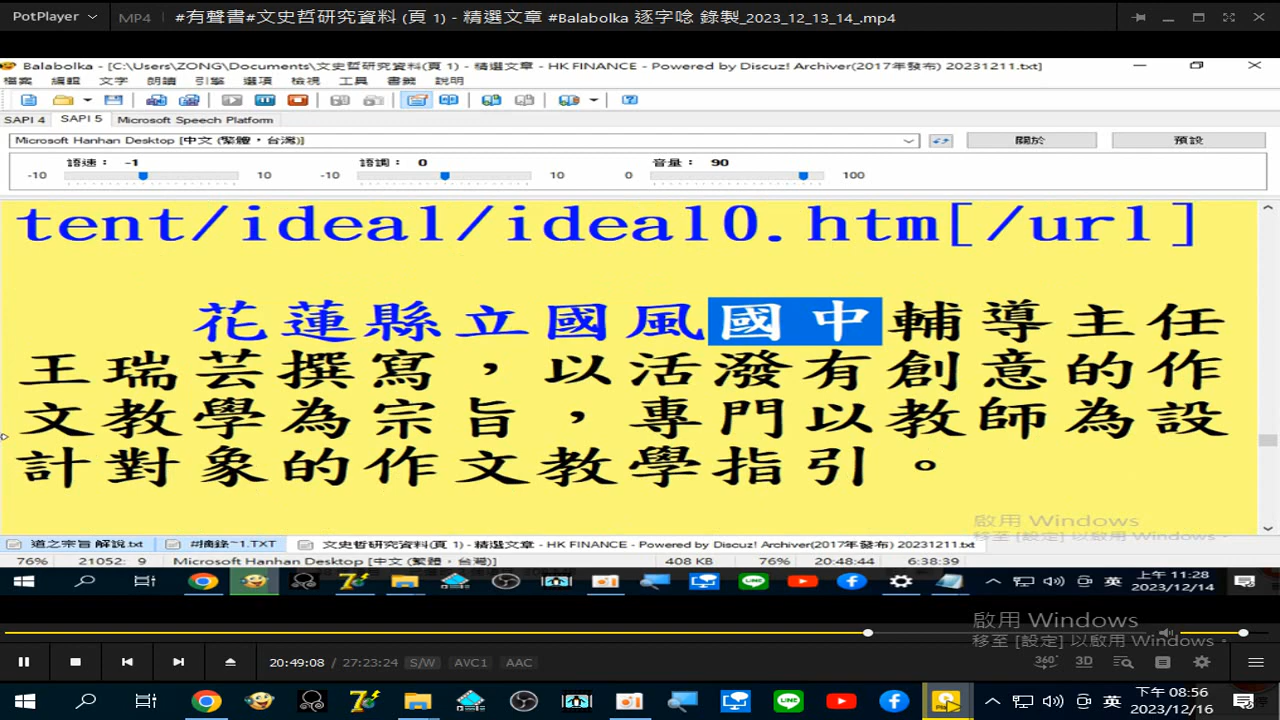 PotPlayer MP4 #有聲書#文史哲研究資料 (頁 1) - 精選文章 #Balabolka 逐字唸 錄製_2023_12_13_14_.mp4
Balabolka - [C:\Users\ZONG\Documents\文史哲研究資料(頁 1) - 精選文章 - HK FINANCE - Powered by Discuz! Archiver(2017年發布) 20231211.txt]
檔案 編輯 文字 朗讀 引擎 選項 檢視 工具 書籤 說明
SAPI 4 SAPI 5 Microsoft Speech Platform
Microsoft Hanhan Desktop [中文 (繁體，台灣)] 關於 預設
語速： -1 語調： 0 音量： 90
-10 10 -10 10 0 100
tent/ideal/ideal0.htm[/url]
花蓮縣立國風國中輔導主任
王瑞芸撰寫，以活潑有創意的作
文教學為宗旨，專門以教師為設
計對象的作文教學指引。
啟用 Windows
移至 [設定] 以啟用 Windows。
道之宗旨 解說.txt #摘錄~1.TXT 文史哲研究資料(頁 1) - 精選文章 - HK FINANCE - Powered by Discuz! Archiver(2017年發布) 20231211.txt
76% 21052: 9 Microsoft Hanhan Desktop [中文 (繁體，台灣)] 408 KB 76% 20:48:44 6:38:39
英 上午 11:28
2023/12/14
啟用 Windows
移至 [設定] 以啟用 Windows。
20:49:08 / 27:23:24 S/W AVC1 AAC 360° 3D
英 下午 08:56
2023/12/16